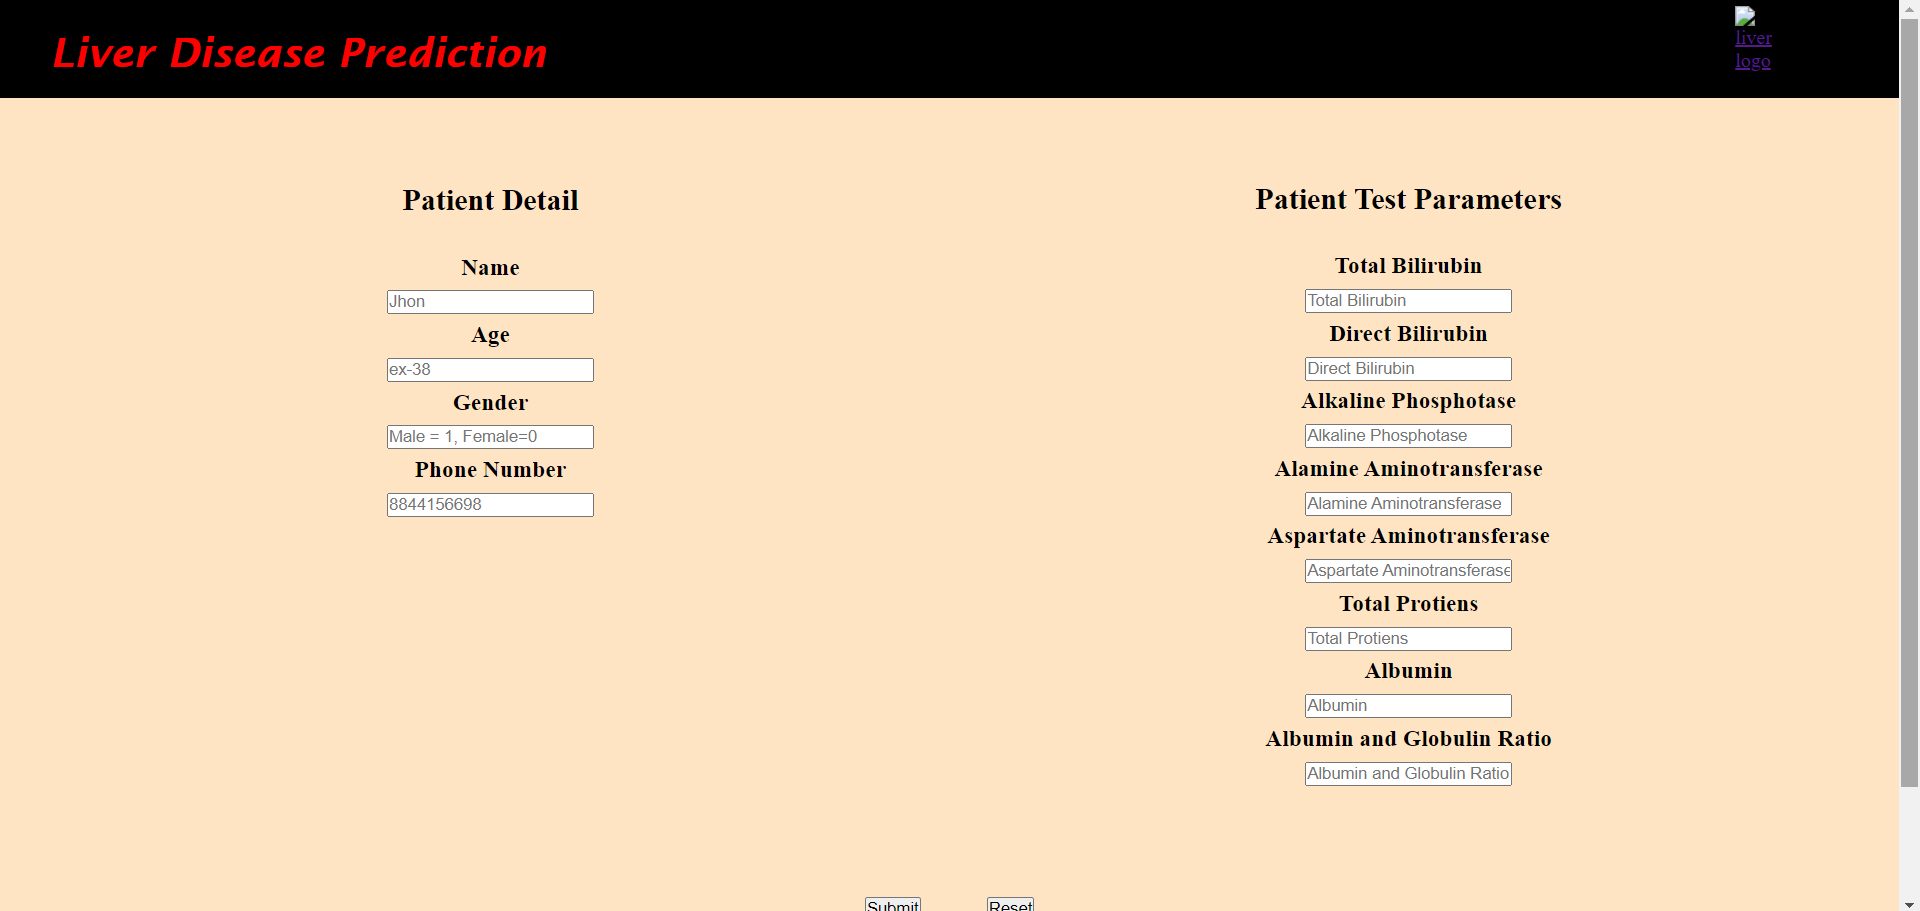 Liver Disease Prediction
liver
logo
Patient Detail
Name
Jhon
Age
ex-38
Gender
Male = 1, Female=0
Phone Number
8844156698
Patient Test Parameters
Total Bilirubin
Total Bilirubin
Direct Bilirubin
Direct Bilirubin
Alkaline Phosphotase
Alkaline Phosphotase
Alamine Aminotransferase
Alamine Aminotransferase
Aspartate Aminotransferase
Aspartate Aminotransferase
Total Protiens
Total Protiens
Albumin
Albumin
Albumin and Globulin Ratio
Albumin and Globulin Ratio
Submit
Reset